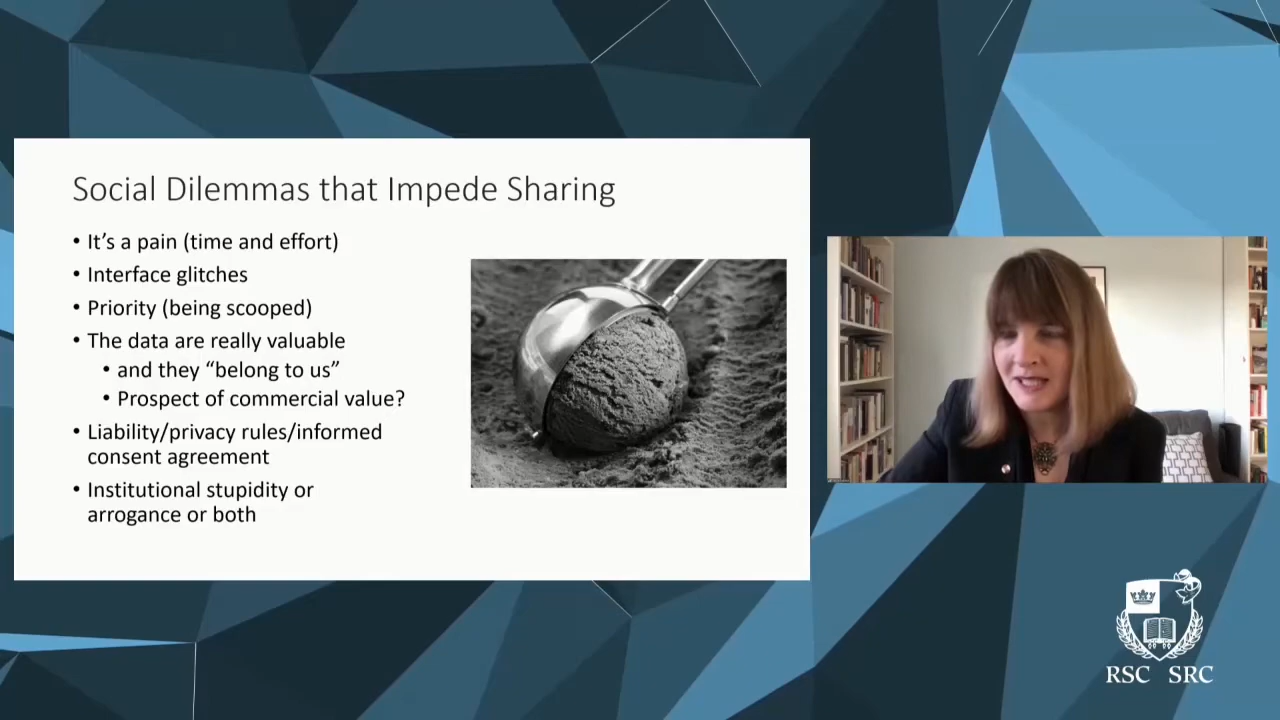 Social Dilemmas that Impede Sharing
• It’s a pain (time and effort)
• Interface glitches
• Priority (being scooped)
• The data are really valuable
• and they “belong to us”
• Prospect of commercial value?
• Liability/privacy rules/informed
consent agreement
• Institutional stupidity or
arrogance or both
RSC SRC